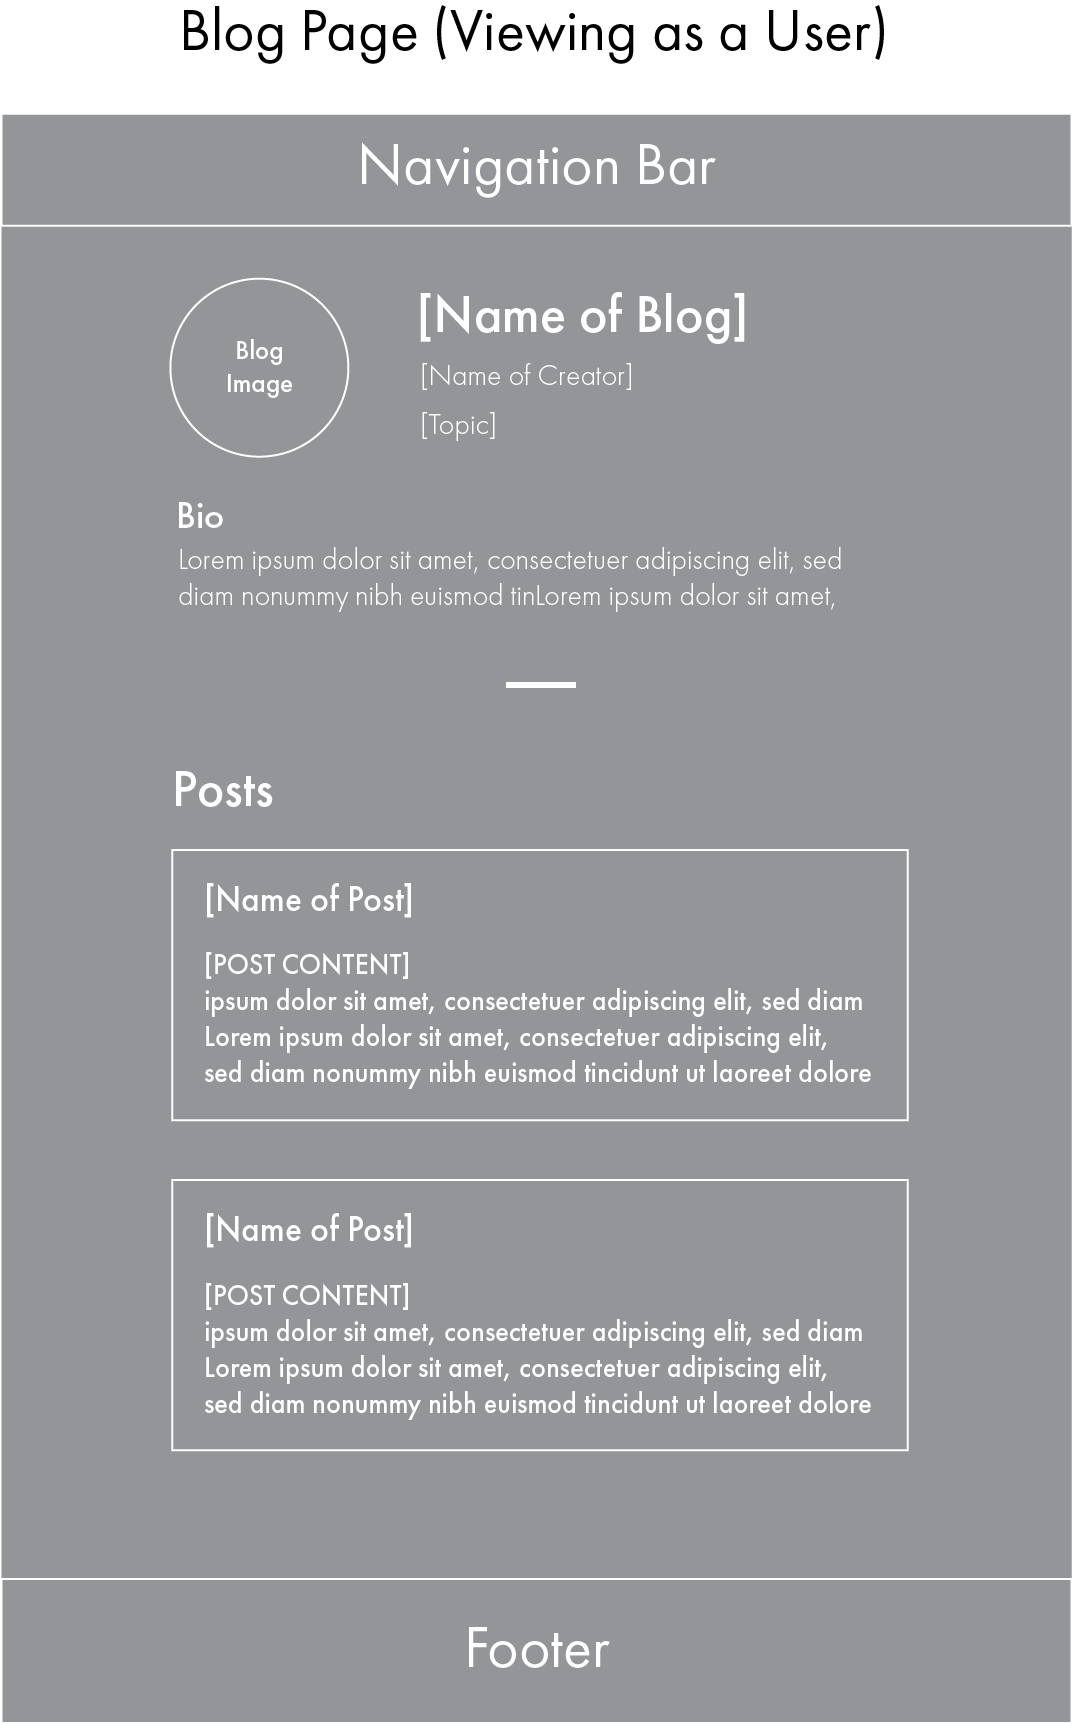 Blog Page (Viewing as a User)
Navigation Bar
Blog
Image
[Name of Blog]
[Name of Creator]
[Topic]
Bio
Lorem ipsum dolor sit amet, consectetuer adipiscing elit, sed
diam nonummy nibh euismod tinLorem ipsum dolor sit amet,
Posts
[Name of Post]
[POST CONTENT]
ipsum dolor sit amet, consectetuer adipiscing elit, sed diam
Lorem ipsum dolor sit amet, consectetuer adipiscing elit,
sed diam nonummy nibh euismod tincidunt ut laoreet dolore
[Name of Post]
[POST CONTENT]
ipsum dolor sit amet, consectetuer adipiscing elit, sed diam
Lorem ipsum dolor sit amet, consectetuer adipiscing elit,
sed diam nonummy nibh euismod tincidunt ut laoreet dolore
Footer